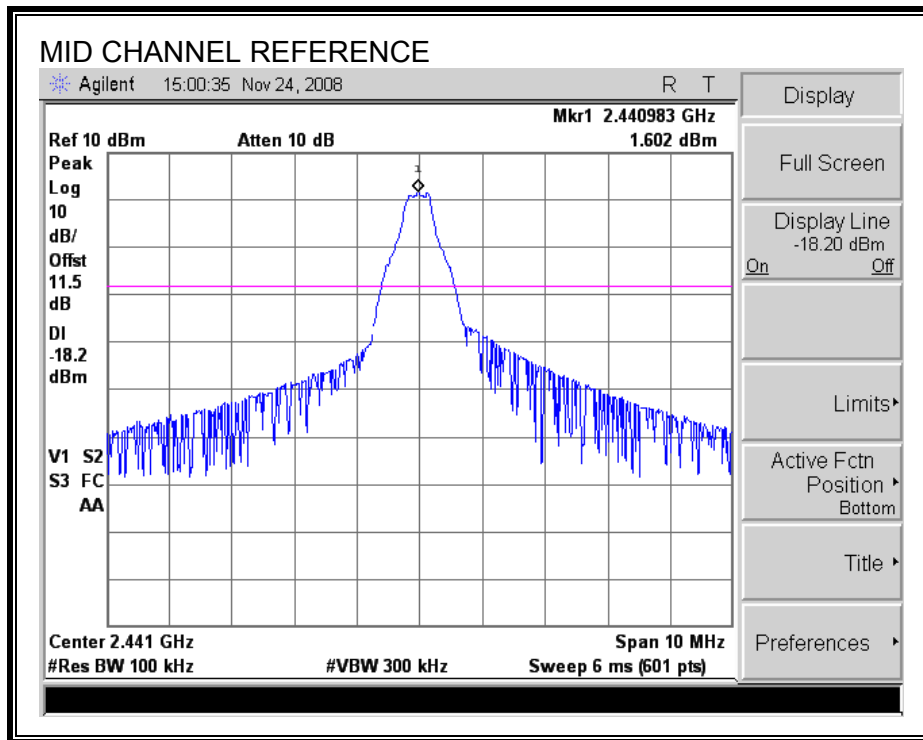 MID CHANNEL REFERENCE
Agilent 15:00:35 Nov 24, 2008 R T
Mkr1 2.440983 GHz
Ref 10 dBm Atten 10 dB 1.602 dBm
Peak
Log
10
dB/
Offst
11.5
dB
DI
-18.2
dBm
V1 S2
S3 FC
AA
1
Center 2.441 GHz Span 10 MHz
#Res BW 100 kHz #VBW 300 kHz Sweep 6 ms (601 pts)
Display
Full Screen
Display Line
-18.20 dBm
On Off
Limits
Active Fctn
Position
Bottom
Title
Preferences